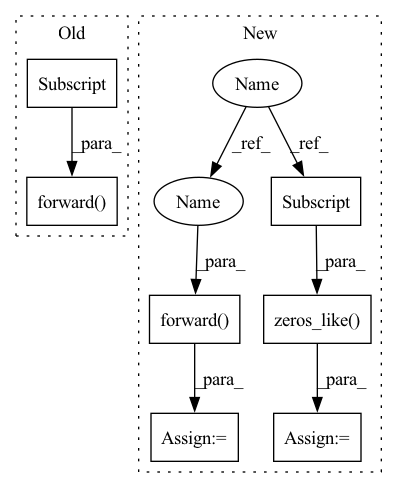 Old
New
Subscript
Name
_para_
_ref_
_ref_
forward()
Name
Subscript
_para_
_para_
forward()
zeros_like()
_para_
_para_
Assign:=
Assign:=